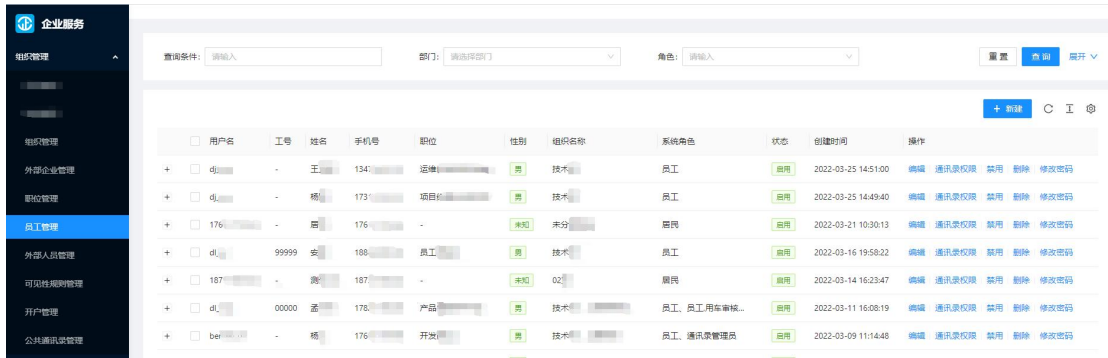 企业服务
组织管理
组织管理
外部企业管理
职位管理
员工管理
外部人员管理
可见性规则管理
开户管理
公共通讯录管理
查询条件: 请输入 部门: 请选择部门 角色: 请输入 重置 查询 展开
+ 新建
用户名 工号 姓名 手机号 职位 性别 组织名称 系统角色 状态 创建时间 操作
+ dj - 王 134 运维 男 技术 员工 启用 2022-03-25 14:51:00 编辑 通讯录权限 禁用 删除 修改密码
+ dj - 杨 173 项目 男 技术 员工 启用 2022-03-25 14:49:40 编辑 通讯录权限 禁用 删除 修改密码
+ 176 - 居 176 - 未知 未分 居民 启用 2022-03-21 10:30:13 编辑 通讯录权限 禁用 删除 修改密码
+ dl_ 99999 安 188 员工 男 技术 员工 启用 2022-03-16 19:58:22 编辑 通讯录权限 禁用 删除 修改密码
+ 187 - 测 187 - 未知 02 居民 启用 2022-03-14 16:23:47 编辑 通讯录权限 禁用 删除 修改密码
+ dl_ 00000 孟 178 产品 男 技术 员工、员工.用车审核... 启用 2022-03-11 16:08:19 编辑 通讯录权限 禁用 删除 修改密码
+ ber - 杨 176 开发 男 技术 员工、通讯录管理员 启用 2022-03-09 11:14:48 编辑 通讯录权限 禁用 删除 修改密码